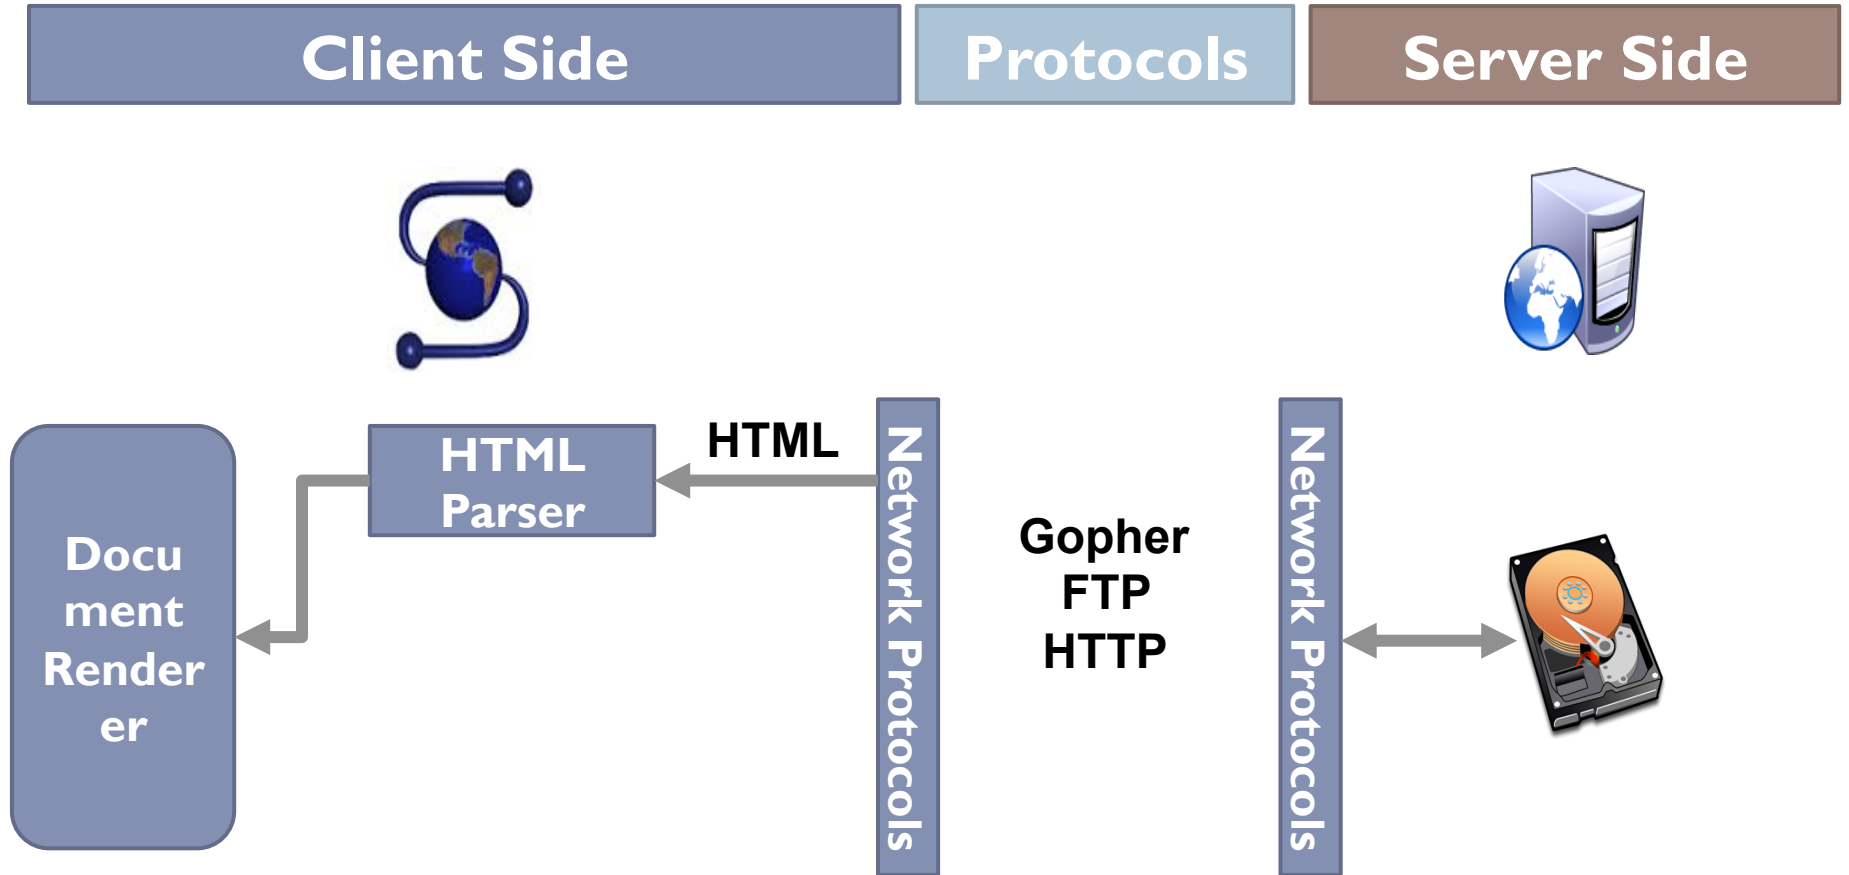 Client Side
Protocols
Server Side
HTML
Parser
HTML
Network Protocols
Network Protocols
Docu
ment
Render
er
Gopher
FTP
HTTP